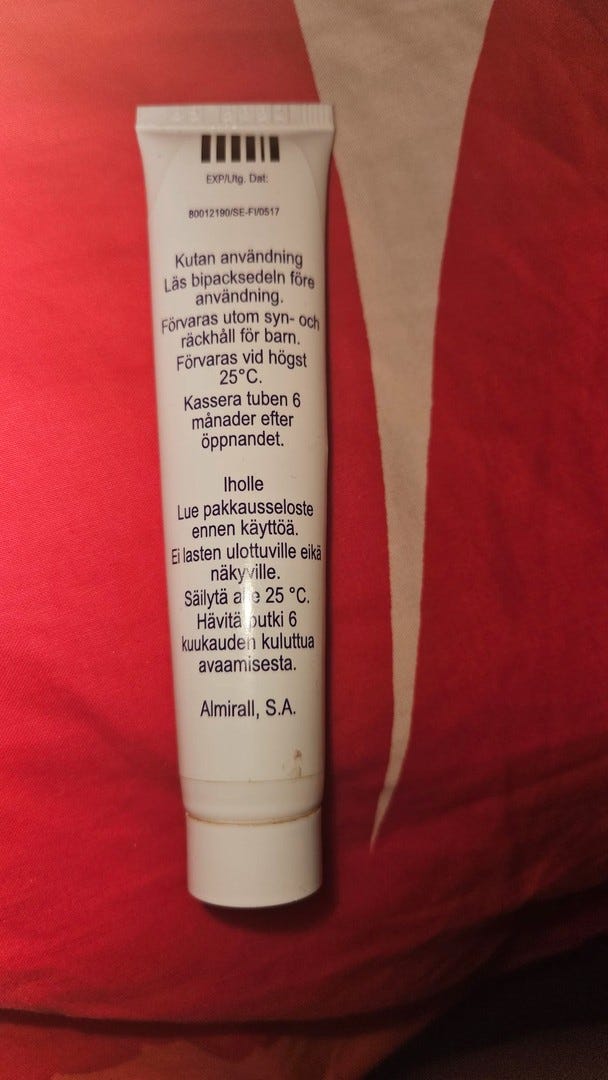 EXP/Utg. Dat:
80012190/SE-FI/0517
Kutan användning
Läs bipacksedeln före
användning.
Förvaras utom syn- och
räckhåll för barn.
Förvaras vid högst
25°C.
Kassera tuben 6
månader efter
öppnandet.
Iholle
Lue pakkausseloste
ennen käyttöä.
Ei lasten ulottuville eikä
näkyville.
Säilytä alle 25 °C.
Hävitä putki 6
kuukauden kuluttua
avaamisesta.
Almirall, S.A.